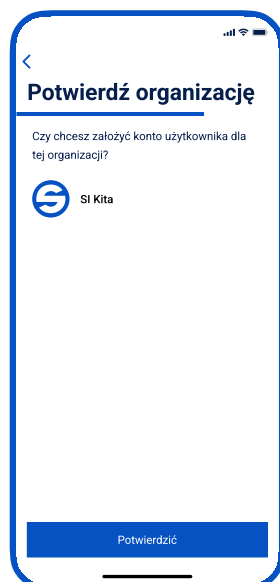 Potwierdź organizację
Czy chcesz założyć konto użytkownika dla
tej organizacji?
SI Kita
Potwierdzić